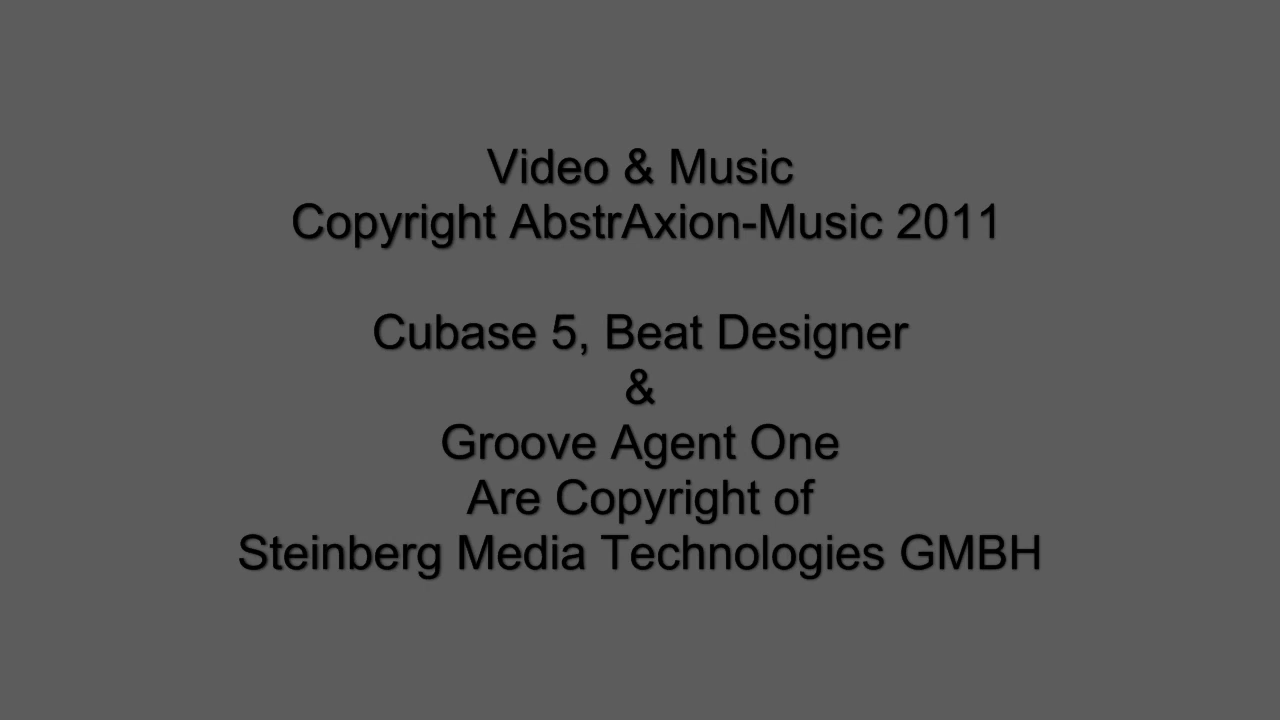 Video & Music
Copyright AbstrAxion-Music 2011
Cubase 5, Beat Designer
&
Groove Agent One
Are Copyright of
Steinberg Media Technologies GMBH